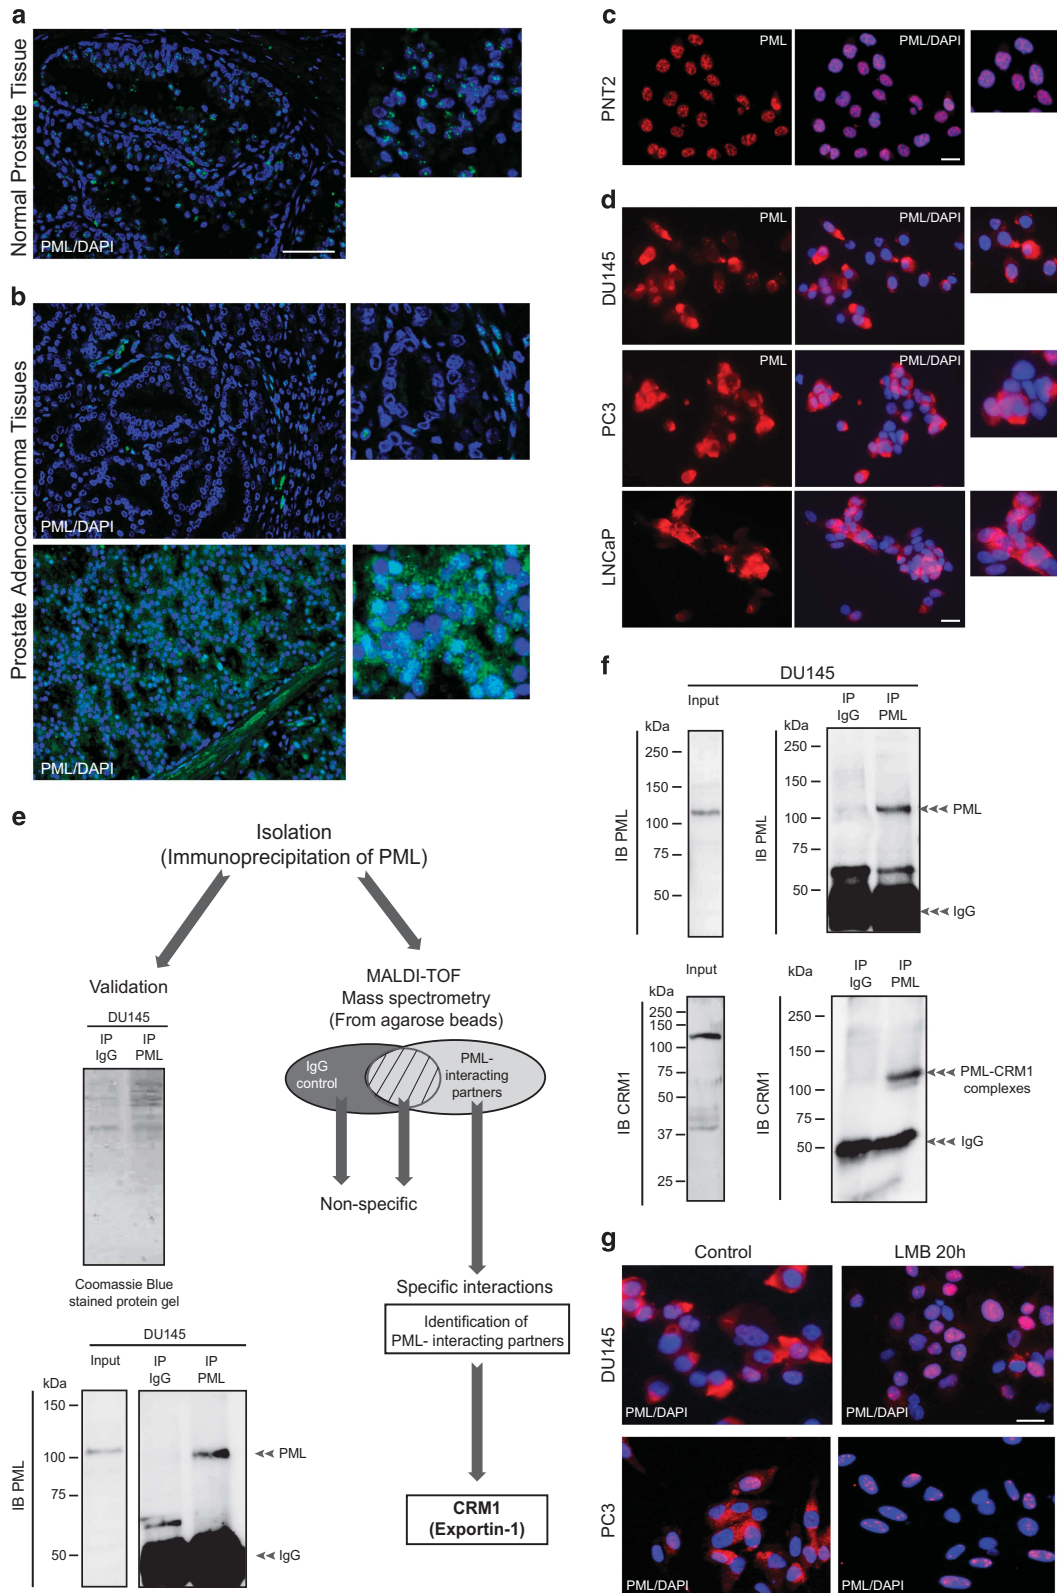 a
Normal Prostate Tissue
PML/DAPI
b
Prostate Adenocarcinoma Tissues
PML/DAPI
PML/DAPI
c
PNT2
PML
PML/DAPI
d
DU145
PML
PML/DAPI
PC3
PML
PML/DAPI
LNCaP
e
Isolation
(Immunoprecipitation of PML)
Validation
DU145
IP IP
IgG PML
Coomassie Blue
stained protein gel
MALDI-TOF
Mass spectrometry
(From agarose beads)
IgG
control
PML-
interacting
partners
Non-specific
Specific interactions
Identification of
PML- interacting partners
CRM1
(Exportin-1)
DU145
Input
IP IP
IgG PML
kDa
150
100
75
50
IB PML
PML
IgG
f
DU145
Input
kDa
250
150
100
75
50
IB PML
IP IP
IgG PML
kDa
250
150
100
75
50
IB PML
PML
IgG
Input
kDa
250
150
100
75
50
37
25
IB CRM1
IP IP
IgG PML
kDa
250
150
100
75
50
IB CRM1
PML-CRM1
complexes
IgG
g
Control
LMB 20h
DU145
PML/DAPI
PML/DAPI
PC3
PML/DAPI
PML/DAPI